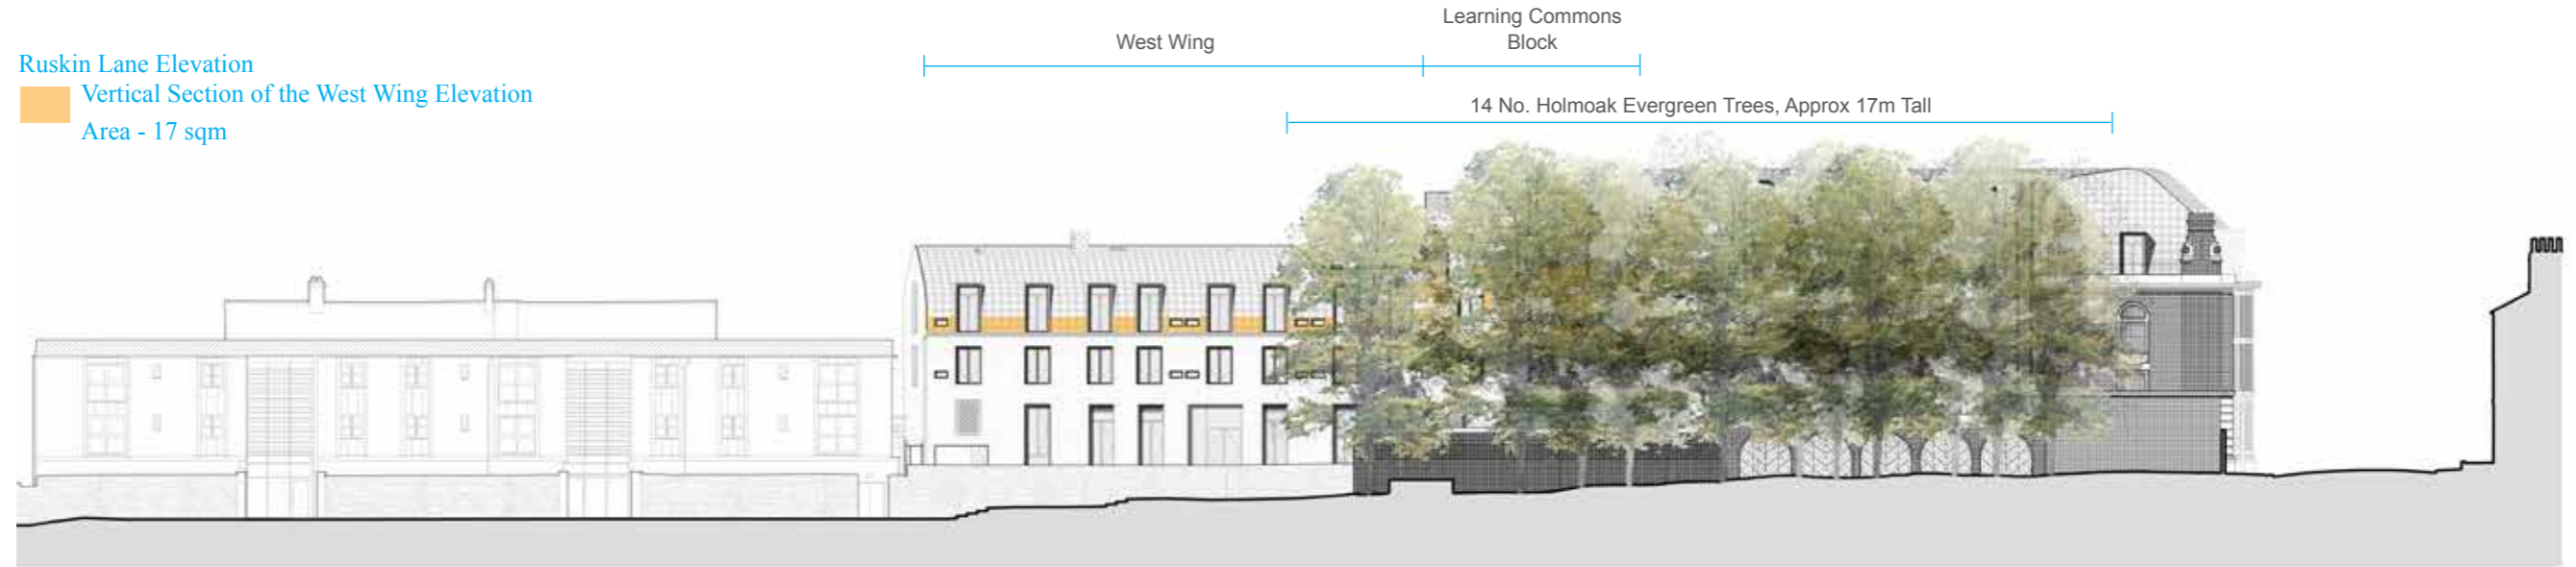 Learning Commons
Block
West Wing
Ruskin Lane Elevation
Vertical Section of the West Wing Elevation
Area - 17 sqm
14 No. Holmoak Evergreen Trees, Approx 17m Tall